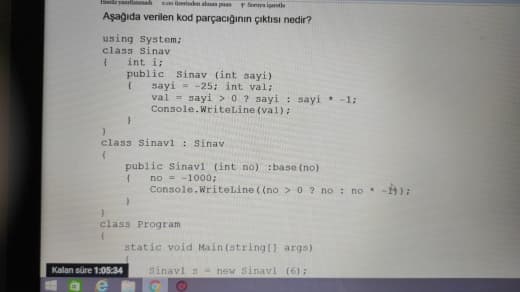 Henüz yanıtlanmadı 2,00 üzerinden alınan puan Soruyu işaretle
Aşağıda verilen kod parçacığının çıktısı nedir?
using System;
class Sinav
{ int i;
public Sinav (int sayi)
{ sayi = -25; int val;
val = sayi > 0 ? sayi : sayi * -1;
Console.WriteLine(val);
}
}
class Sinav1 : Sinav
{
public Sinav1 (int no) :base(no)
{ no = -1000;
Console.WriteLine((no > 0 ? no : no * -1));
}
}
class Program
{
static void Main(string[] args)
{
Kalan süre 1:05:34
Sinav1 s = new Sinav1 (6);